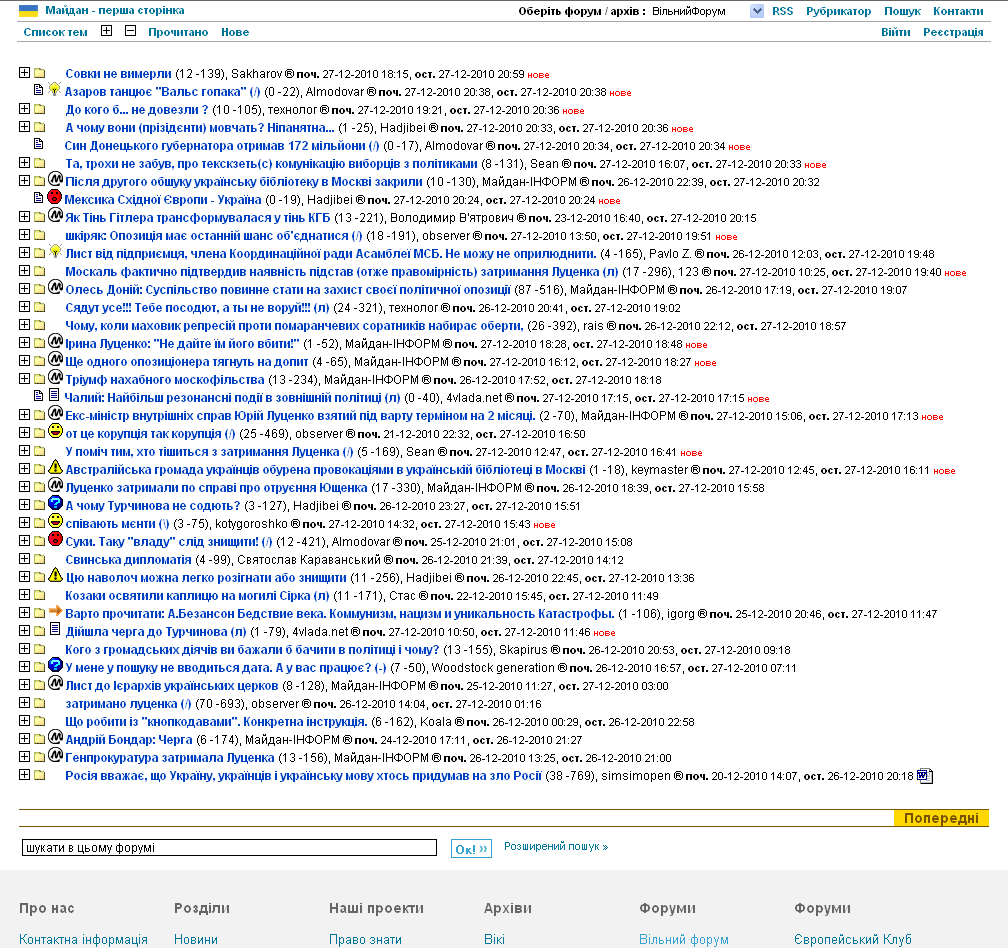 Майдан - перша сторінка Оберіть форум / архів : ВільнийФорум RSS Рубрикатор Пошук Контакти
Список тем Прочитано Нове Ввійти Реєстрація
Совки не вимерли (12 -139), Sakharov ® поч. 27-12-2010 18:15, ост. 27-12-2010 20:59 нове
Азаров танцює "Вальс гопака" (/) (0 -22), Almodovar ® поч. 27-12-2010 20:38, ост. 27-12-2010 20:38 нове
До кого б... не довезли ? (10 -105), технолог ® поч. 27-12-2010 19:21, ост. 27-12-2010 20:36 нове
А чому вони (прізідєнти) мовчать? Ніпанятна... (1 -25), Hadjibei ® поч. 27-12-2010 20:33, ост. 27-12-2010 20:36 нове
Син Донецького губернатора отримав 172 мільйони (/) (0 -17), Almodovar ® поч. 27-12-2010 20:34, ост. 27-12-2010 20:34 нове
Та, трохи не забув, про текскзеть(с) комунікацію виборців з політиками (8 -131), Sean ® поч. 27-12-2010 16:07, ост. 27-12-2010 20:33 нове
Після другого обшуку українську бібліотеку в Москві закрили (10 -130), Майдан-ІНФОРМ ® поч. 26-12-2010 22:39, ост. 27-12-2010 20:32
Мексика Східної Європи - Україна (0 -19), Hadjibei ® поч. 27-12-2010 20:24, ост. 27-12-2010 20:24 нове
Як Тінь Гітлера трансформувалася у тінь КГБ (13 -221), Володимир В'ятрович ® поч. 23-12-2010 16:40, ост. 27-12-2010 20:15
шкіряк: Опозиція має останній шанс об'єднатися (/) (18 -191), observer ® поч. 27-12-2010 13:50, ост. 27-12-2010 19:51 нове
Лист від підприємця, члена Координаційної ради Асамблеї МСБ. Не можу не оприлюднити. (4 -165), Pavlo Z. ® поч. 26-12-2010 12:03, ост. 27-12-2010 19:48
Москаль фактично підтвердив наявність підстав (отже правомірність) затримання Луценка (л) (17 -296), 123 ® поч. 27-12-2010 10:25, ост. 27-12-2010 19:40 нове
Олесь Доній: Суспільство повинне стати на захист своєї політичної опозиції (87 -516), Майдан-ІНФОРМ ® поч. 26-12-2010 17:19, ост. 27-12-2010 19:07
Сядут усе!!! Тебе посодют, а ты не воруй!!! (л) (24 -321), технолог ® поч. 26-12-2010 20:41, ост. 27-12-2010 19:02
Чому, коли маховик репресій проти помаранчевих соратників набирає оберти, (26 -392), rais ® поч. 26-12-2010 22:12, ост. 27-12-2010 18:57
Ірина Луценко: "Не дайте їм його вбити!" (1 -52), Майдан-ІНФОРМ ® поч. 27-12-2010 18:28, ост. 27-12-2010 18:48 нове
Ще одного опозиціонера тягнуть на допит (4 -65), Майдан-ІНФОРМ ® поч. 27-12-2010 16:12, ост. 27-12-2010 18:27 нове
Тріумф нахабного москофільства (13 -234), Майдан-ІНФОРМ ® поч. 26-12-2010 17:52, ост. 27-12-2010 18:18
Чалий: Найбільш резонансні події в зовнішній політиці (л) (0 -40), 4vlada.net ® поч. 27-12-2010 17:15, ост. 27-12-2010 17:15 нове
Екс-міністр внутрішніх справ Юрій Луценко взятий під варту терміном на 2 місяці. (2 -70), Майдан-ІНФОРМ ® поч. 27-12-2010 15:06, ост. 27-12-2010 17:13 нове
от це корупція так корупція (/) (25 -469), observer ® поч. 21-12-2010 22:32, ост. 27-12-2010 16:50
У поміч тим, хто тішиться з затримання Луценка (/) (5 -169), Sean ® поч. 27-12-2010 12:47, ост. 27-12-2010 16:41 нове
Австралійська громада українців обурена провокаціями в українській бібліотеці в Москві (1 -18), keymaster ® поч. 27-12-2010 12:45, ост. 27-12-2010 16:11 нове
Луценко затримали по справі про отруєння Ющенка (17 -330), Майдан-ІНФОРМ ® поч. 26-12-2010 18:39, ост. 27-12-2010 15:58
А чому Турчинова не содють? (3 -127), Hadjibei ® поч. 26-12-2010 23:27, ост. 27-12-2010 15:51
співають мєнти (\) (3 -75), kotygoroshko ® поч. 27-12-2010 14:32, ост. 27-12-2010 15:43 нове
Суки. Таку "владу" слід знищити! (/) (12 -421), Almodovar ® поч. 25-12-2010 21:01, ост. 27-12-2010 15:08
Свинська дипломатія (4 -99), Святослав Караванський ® поч. 26-12-2010 21:39, ост. 27-12-2010 14:12
Цю наволоч можна легко розігнати або знищити (11 -256), Hadjibei ® поч. 26-12-2010 22:45, ост. 27-12-2010 13:36
Козаки освятили каплицю на могилі Сірка (л) (11 -171), Стас ® поч. 22-12-2010 15:45, ост. 27-12-2010 11:49
Варто прочитати: А.Безансон Бедствие века. Коммунизм, нацизм и уникальность Катастрофы. (1 -106), igorg ® поч. 25-12-2010 20:46, ост. 27-12-2010 11:47
Дійшла черга до Турчинова (л) (1 -79), 4vlada.net ® поч. 27-12-2010 10:50, ост. 27-12-2010 11:46 нове
Кого з громадських діячів ви бажали б бачити в політиці і чому? (13 -155), Skapirus ® поч. 26-12-2010 20:53, ост. 27-12-2010 09:18
У мене у пошуку не вводиться дата. А у вас працює? (-) (7 -50), Woodstock generation ® поч. 26-12-2010 16:57, ост. 27-12-2010 07:11
Лист до Ієрархів українських церков (8 -128), Майдан-ІНФОРМ ® поч. 25-12-2010 11:27, ост. 27-12-2010 03:00
затримано луценка (/) (70 -693), observer ® поч. 26-12-2010 14:04, ост. 27-12-2010 01:16
Що робити із "кнопкодавами". Конкретна інструкція. (6 -162), Koala ® поч. 26-12-2010 00:29, ост. 26-12-2010 22:58
Андрій Бондар: Черга (6 -174), Майдан-ІНФОРМ ® поч. 24-12-2010 17:11, ост. 26-12-2010 21:27
Генпрокуратура затримала Луценка (13 -156), Майдан-ІНФОРМ ® поч. 26-12-2010 13:25, ост. 26-12-2010 21:00
Росія вважає, що Україну, українців і українську мову хтось придумав на зло Росії (38 -769), simsimopen ® поч. 20-12-2010 14:07, ост. 26-12-2010 20:18
Попередні
шукати в цьому форумі Ок! » Розширений пошук »
Про нас Розділи Наші проекти Архіви Форуми Форуми
Контактна інформація Новини Право знати Вікі Вільний форум Європейський Клуб